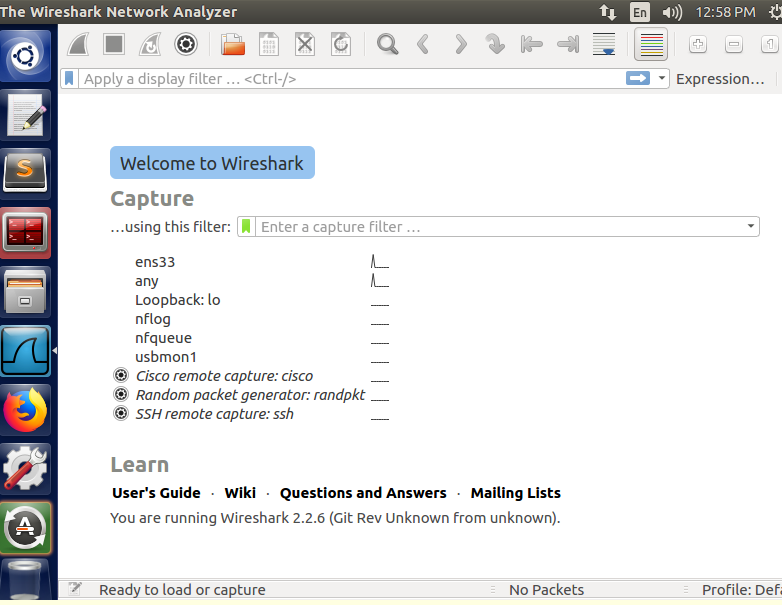 The Wireshark Network Analyzer En 12:58 PM
Apply a display filter … <Ctrl-/> Expression…
Welcome to Wireshark
Capture
…using this filter: Enter a capture filter …
ens33
any
Loopback: lo
nflog
nfqueue
usbmon1
Cisco remote capture: cisco
Random packet generator: randpkt
SSH remote capture: ssh
Learn
User's Guide · Wiki · Questions and Answers · Mailing Lists
You are running Wireshark 2.2.6 (Git Rev Unknown from unknown).
Ready to load or capture No Packets Profile: Defa